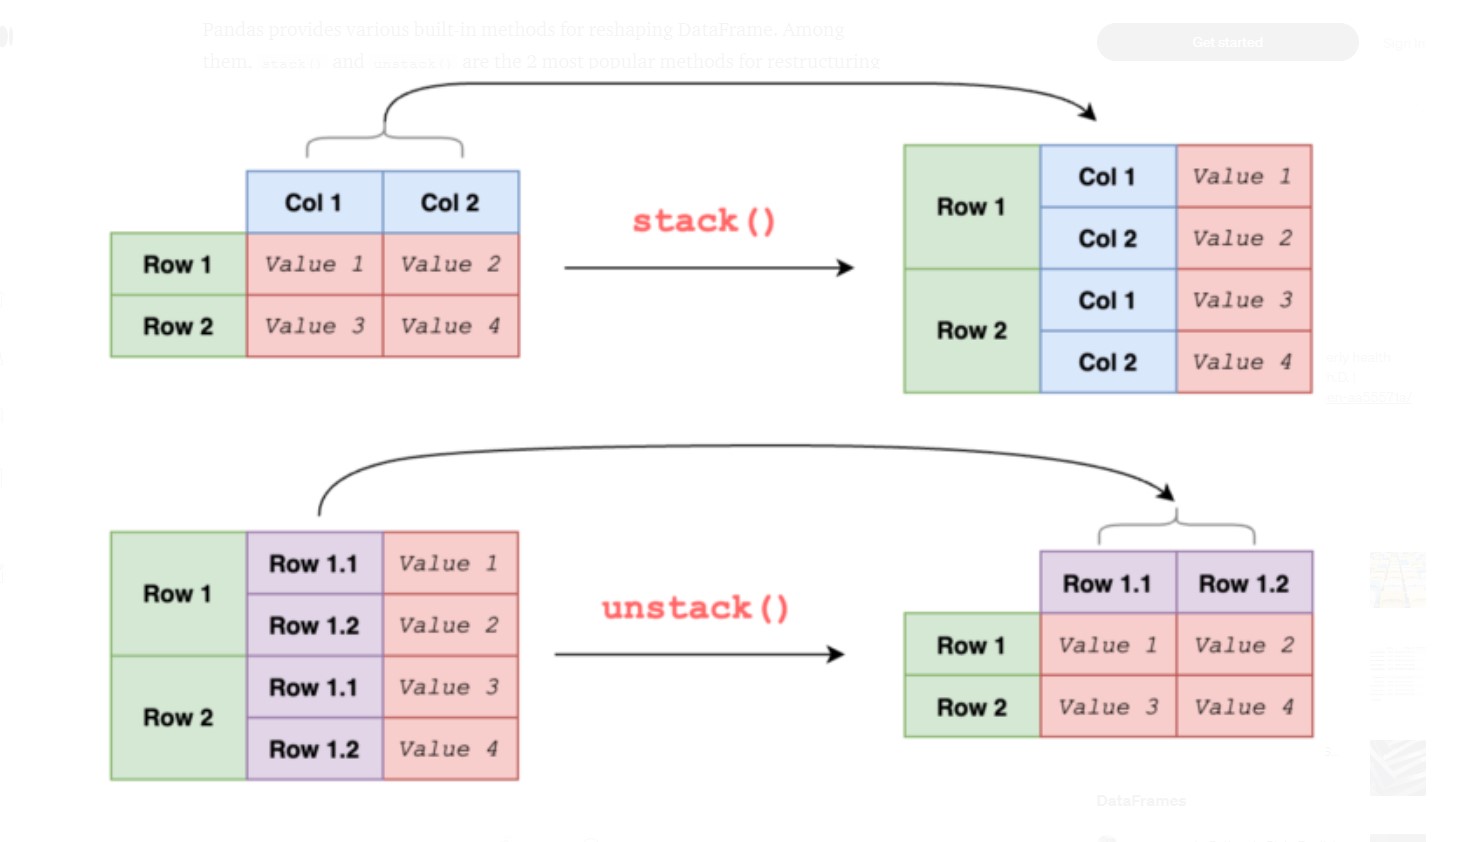 Pandas provides various built-in methods for reshaping DataFrame. Among
them, stack() and unstack() are the 2 most popular methods for restructuring
Get started
Sign In
Col 1 Col 2
Row 1 Value 1 Value 2
Row 2 Value 3 Value 4
stack()
Row 1 Col 1 Value 1
Col 2 Value 2
Row 2 Col 1 Value 3
Col 2 Value 4
Row 1 Row 1.1 Value 1
Row 1.2 Value 2
Row 2 Row 1.1 Value 3
Row 1.2 Value 4
unstack()
Row 1.1 Row 1.2
Row 1 Value 1 Value 2
Row 2 Value 3 Value 4
DataFrames